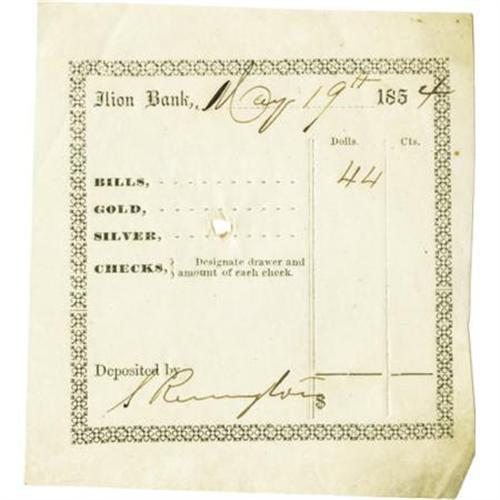 Ilion Bank, May 19th 1854
Dolls. Cts.
BILLS, 44
GOLD,
SILVER,
CHECKS, } Designate drawer and amount of each check.
Deposited by
S Remington
$